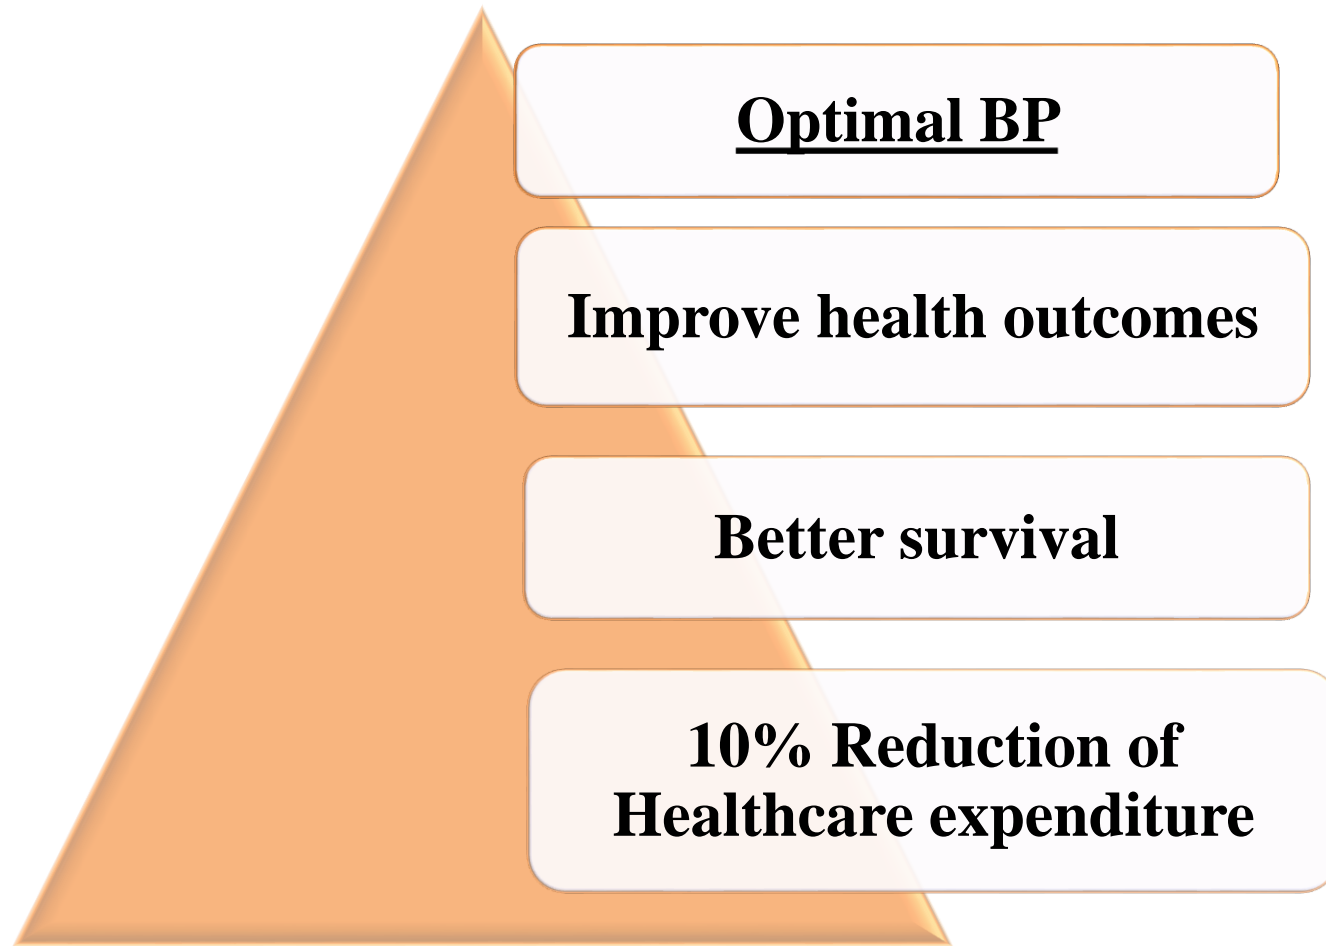 Optimal BP
Improve health outcomes
Better survival
10% Reduction of
Healthcare expenditure